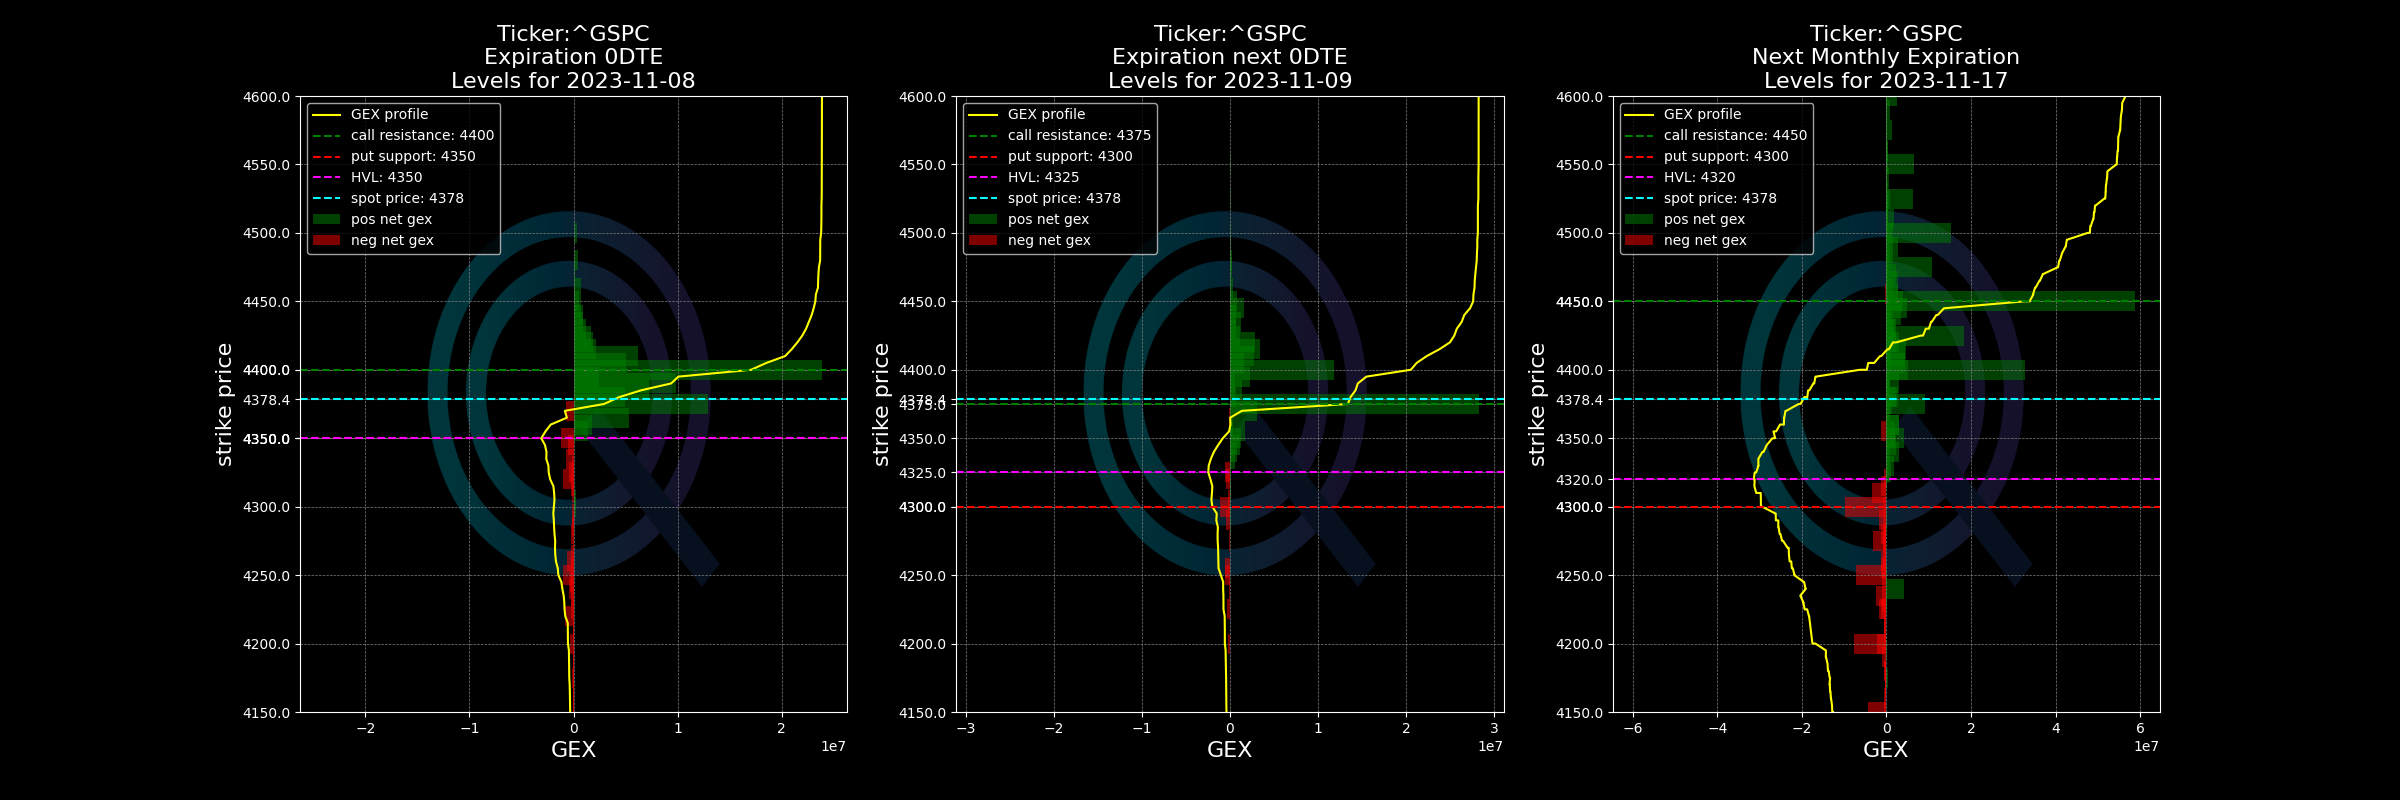 Ticker:^GSPC
Expiration 0DTE
Levels for 2023-11-08
4600.0
4550.0
4500.0
4450.0
4400.0
4378.4
4350.0
4300.0
4250.0
4200.0
4150.0
strike price
GEX profile
call resistance: 4400
put support: 4350
HVL: 4350
spot price: 4378
pos net gex
neg net gex
−2
−1
0
1
2
1e7
GEX
Ticker:^GSPC
Expiration next 0DTE
Levels for 2023-11-09
4600.0
4550.0
4500.0
4450.0
4400.0
4378.4
4375.0
4350.0
4325.0
4300.0
4250.0
4200.0
4150.0
strike price
GEX profile
call resistance: 4375
put support: 4300
HVL: 4325
spot price: 4378
pos net gex
neg net gex
−3
−2
−1
0
1
2
3
1e7
GEX
Ticker:^GSPC
Next Monthly Expiration
Levels for 2023-11-17
4600.0
4550.0
4500.0
4450.0
4400.0
4378.4
4350.0
4320.0
4300.0
4250.0
4200.0
4150.0
strike price
GEX profile
call resistance: 4450
put support: 4300
HVL: 4320
spot price: 4378
pos net gex
neg net gex
−6
−4
−2
0
2
4
6
1e7
GEX